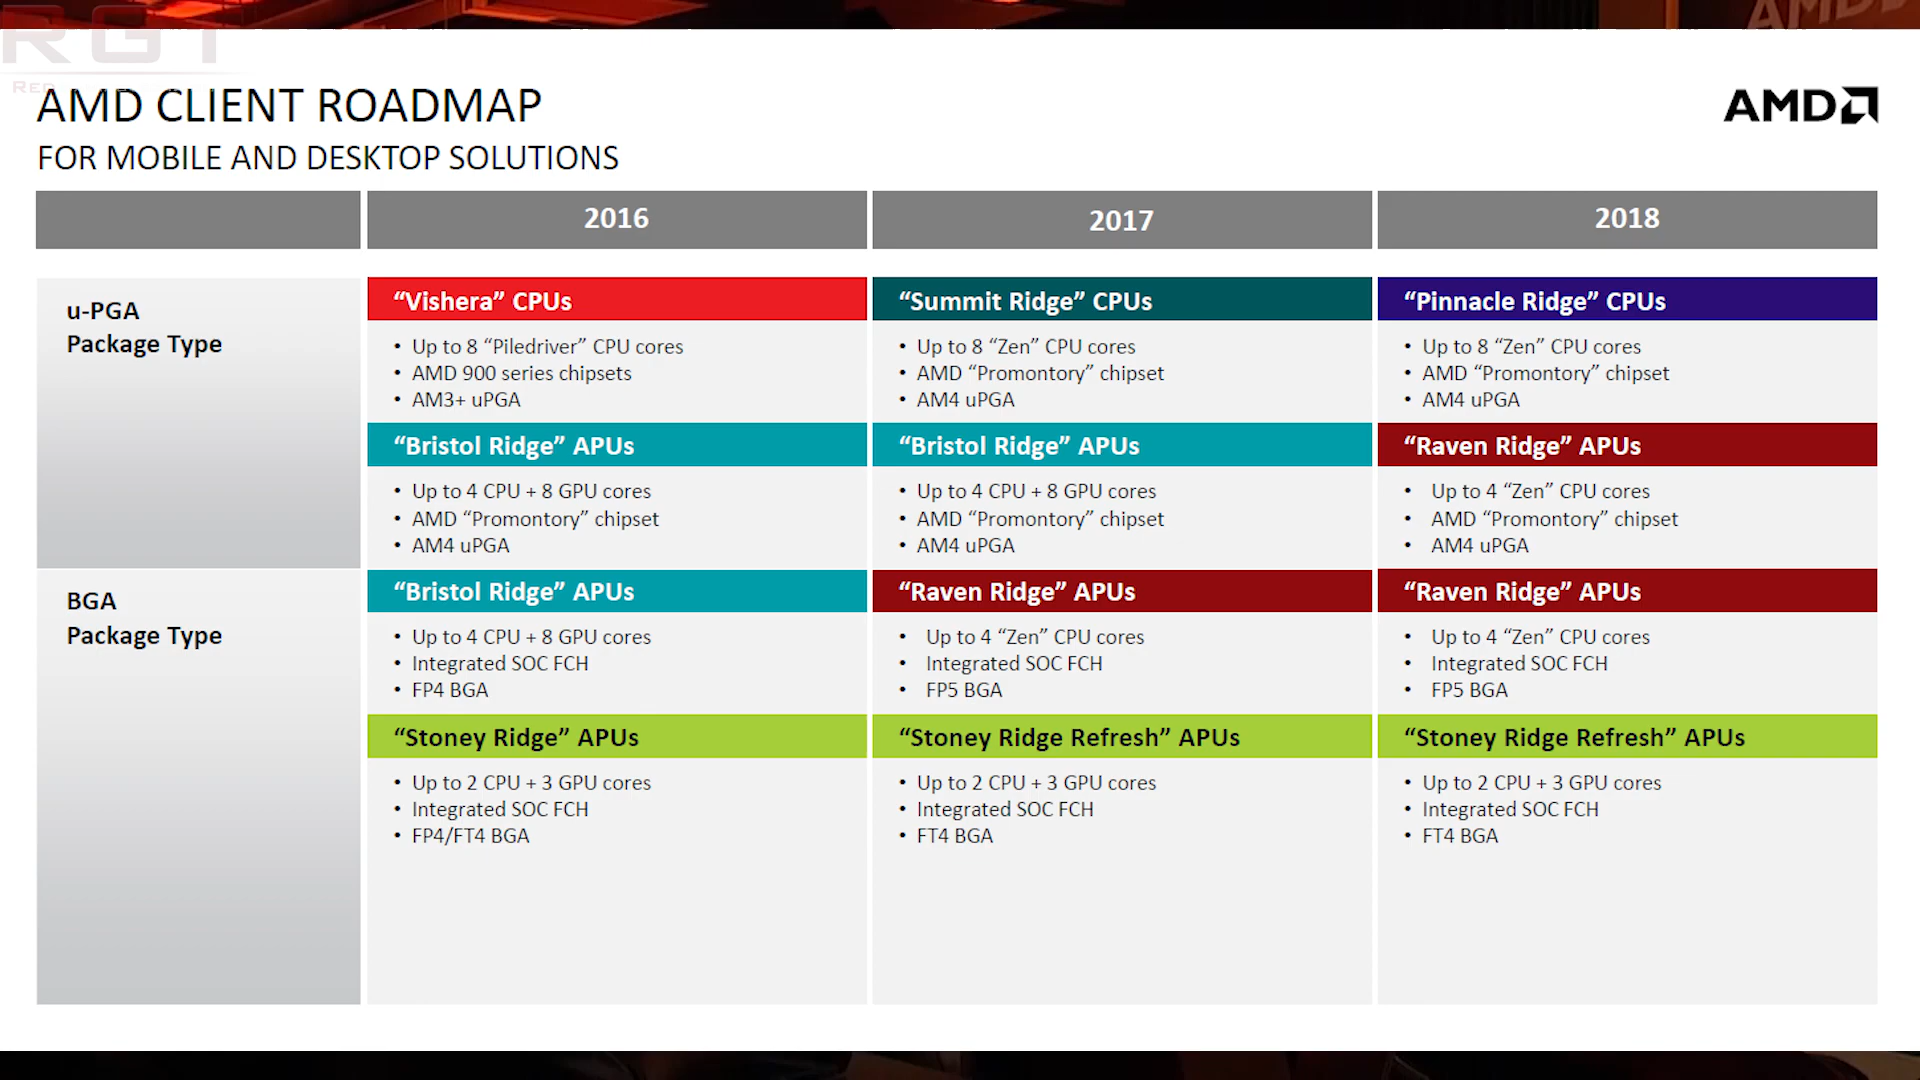 RGT
AMD
AMD CLIENT ROADMAP
FOR MOBILE AND DESKTOP SOLUTIONS
AMD
2016
2017
2018
u-PGA
Package Type
“Vishera” CPUs
• Up to 8 “Piledriver” CPU cores
• AMD 900 series chipsets
• AM3+ uPGA
“Summit Ridge” CPUs
• Up to 8 “Zen” CPU cores
• AMD “Promontory” chipset
• AM4 uPGA
“Pinnacle Ridge” CPUs
• Up to 8 “Zen” CPU cores
• AMD “Promontory” chipset
• AM4 uPGA
“Bristol Ridge” APUs
• Up to 4 CPU + 8 GPU cores
• AMD “Promontory” chipset
• AM4 uPGA
“Bristol Ridge” APUs
• Up to 4 CPU + 8 GPU cores
• AMD “Promontory” chipset
• AM4 uPGA
“Raven Ridge” APUs
• Up to 4 “Zen” CPU cores
• AMD “Promontory” chipset
• AM4 uPGA
BGA
Package Type
“Bristol Ridge” APUs
• Up to 4 CPU + 8 GPU cores
• Integrated SOC FCH
• FP4 BGA
“Raven Ridge” APUs
• Up to 4 “Zen” CPU cores
• Integrated SOC FCH
• FP5 BGA
“Raven Ridge” APUs
• Up to 4 “Zen” CPU cores
• Integrated SOC FCH
• FP5 BGA
“Stoney Ridge” APUs
• Up to 2 CPU + 3 GPU cores
• Integrated SOC FCH
• FP4/FT4 BGA
“Stoney Ridge Refresh” APUs
• Up to 2 CPU + 3 GPU cores
• Integrated SOC FCH
• FT4 BGA
“Stoney Ridge Refresh” APUs
• Up to 2 CPU + 3 GPU cores
• Integrated SOC FCH
• FT4 BGA